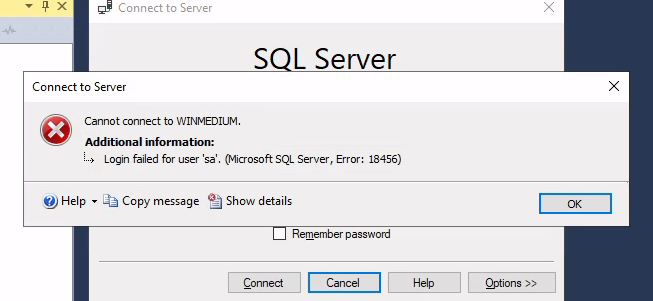 Connect to Server
SQL Server
Connect to Server
Cannot connect to WINMEDIUM.
Additional information:
Login failed for user 'sa'. (Microsoft SQL Server, Error: 18456)
Help Copy message Show details OK
Remember password
Connect Cancel Help Options >>